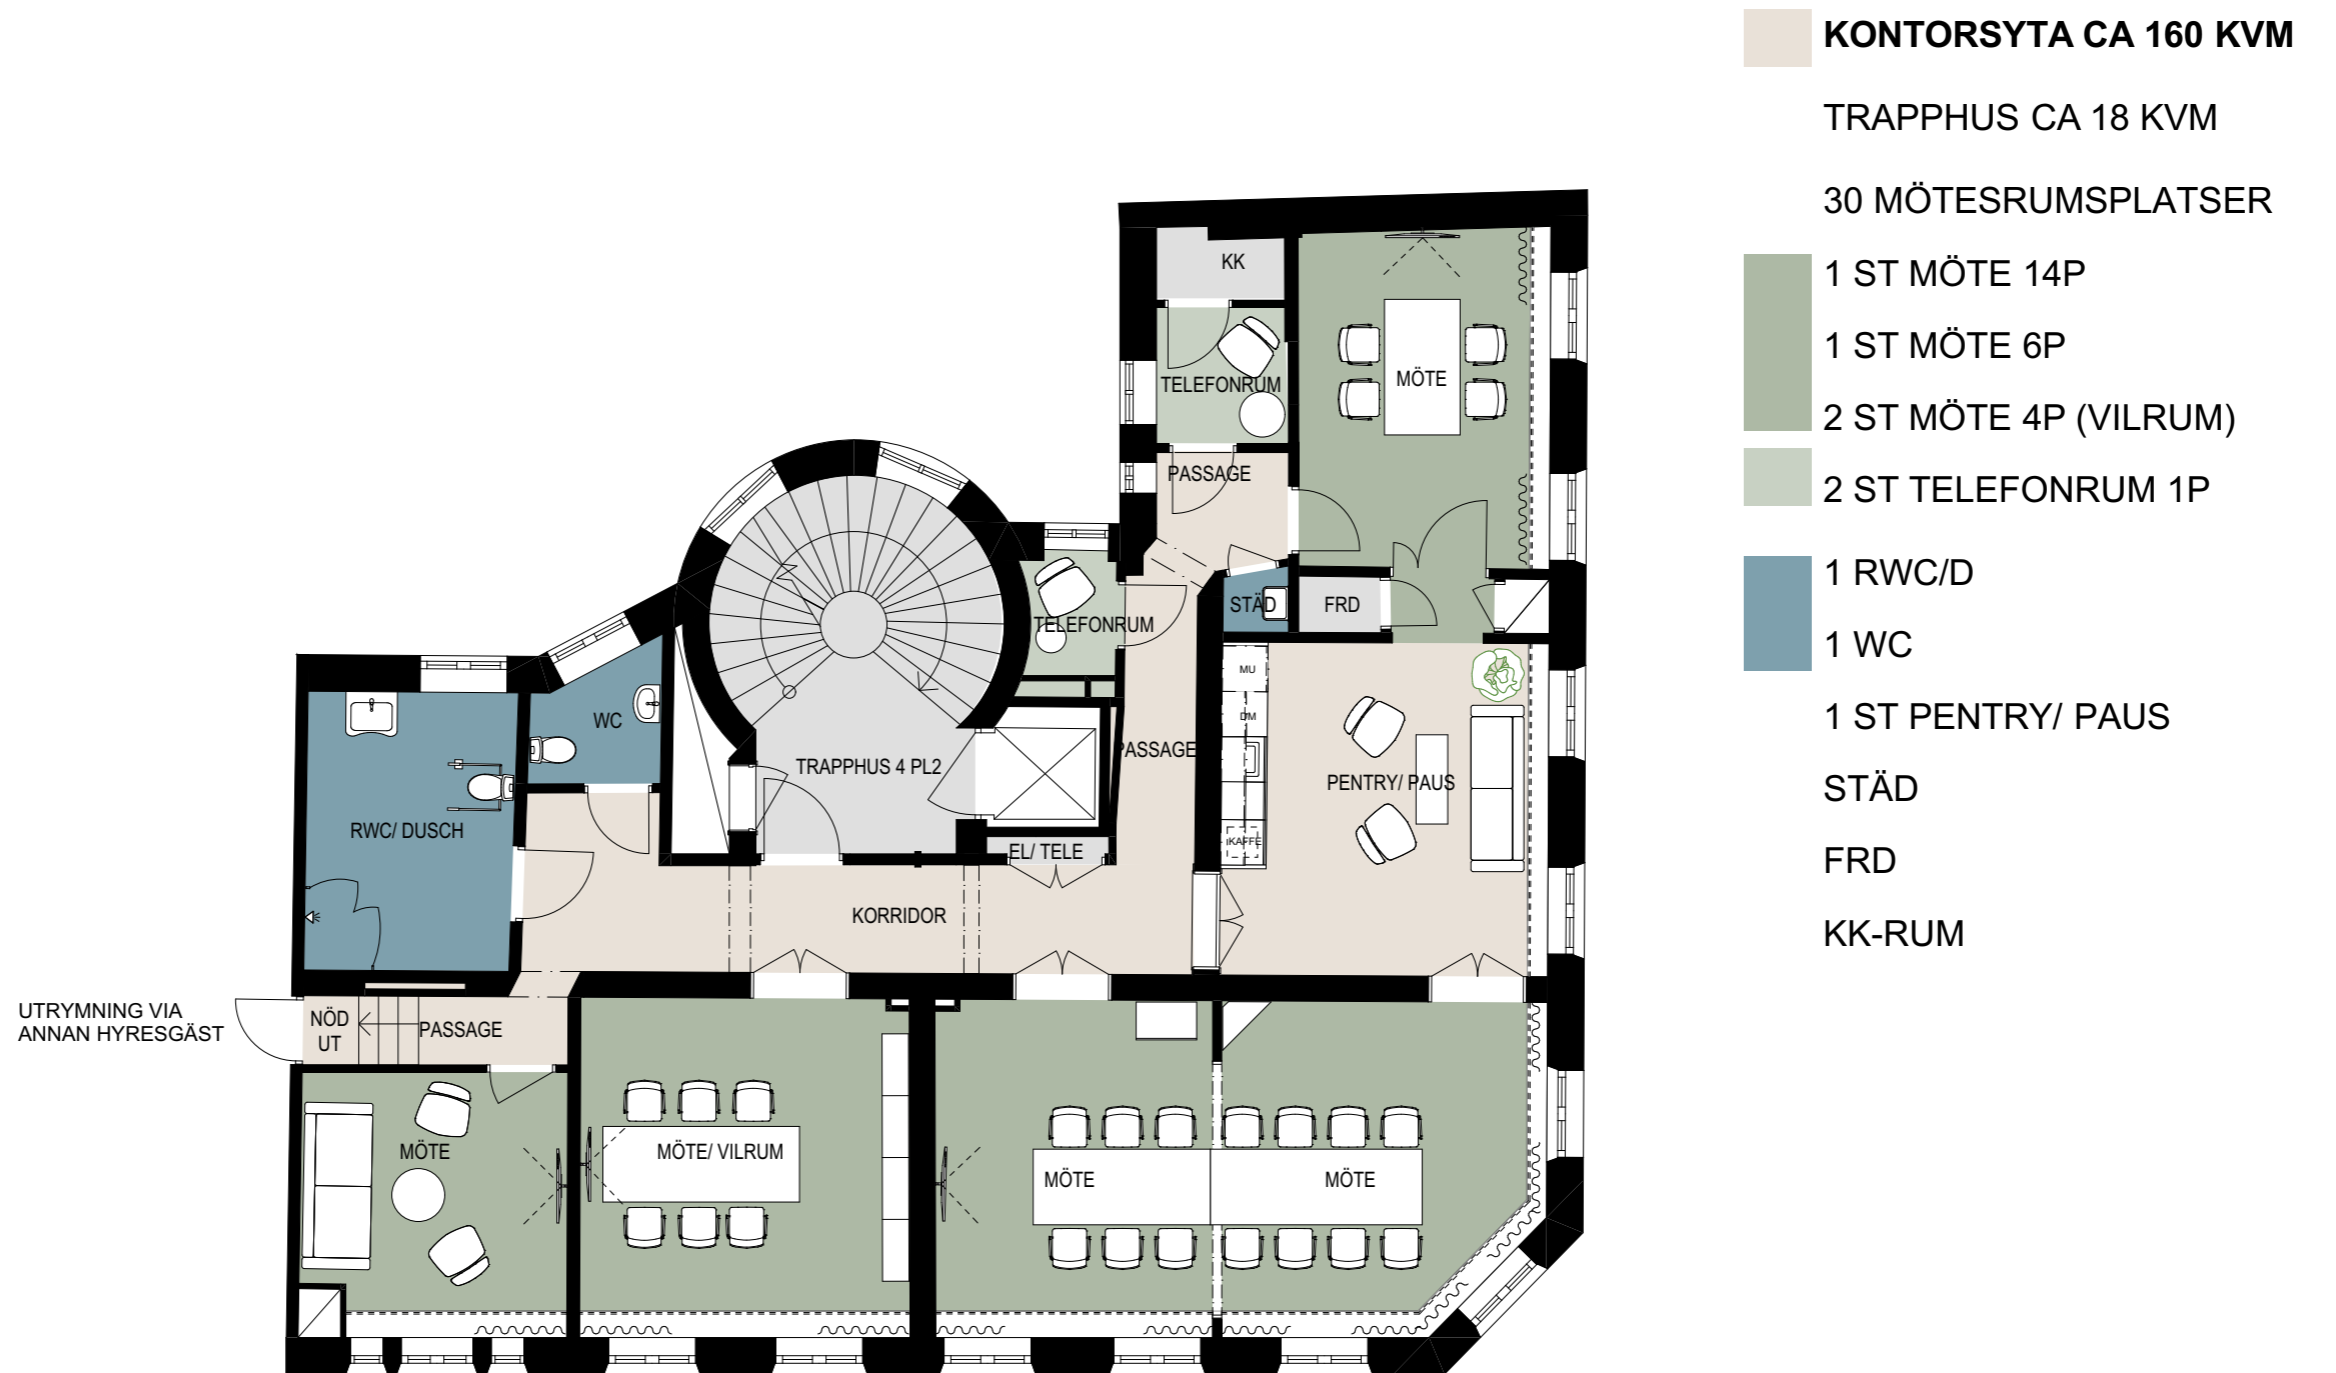 KONTORSYTA CA 160 KVM
TRAPPHUS CA 18 KVM
30 MÖTESRUMSPLATSER
1 ST MÖTE 14P
1 ST MÖTE 6P
2 ST MÖTE 4P (VILRUM)
2 ST TELEFONRUM 1P
1 RWC/D
1 WC
1 ST PENTRY/ PAUS
STÄD
FRD
KK-RUM
KK
TELEFONRUM
MÖTE
PASSAGE
STÄD
FRD
TELEFONRUM
MU
DM
WC
PASSAGE
TRAPPHUS 4 PL2
PENTRY/ PAUS
RWC/ DUSCH
KAFFE
EL/ TELE
KORRIDOR
UTRYMNING VIA
ANNAN HYRESGÄST
NÖD
UT
PASSAGE
MÖTE
MÖTE/ VILRUM
MÖTE
MÖTE